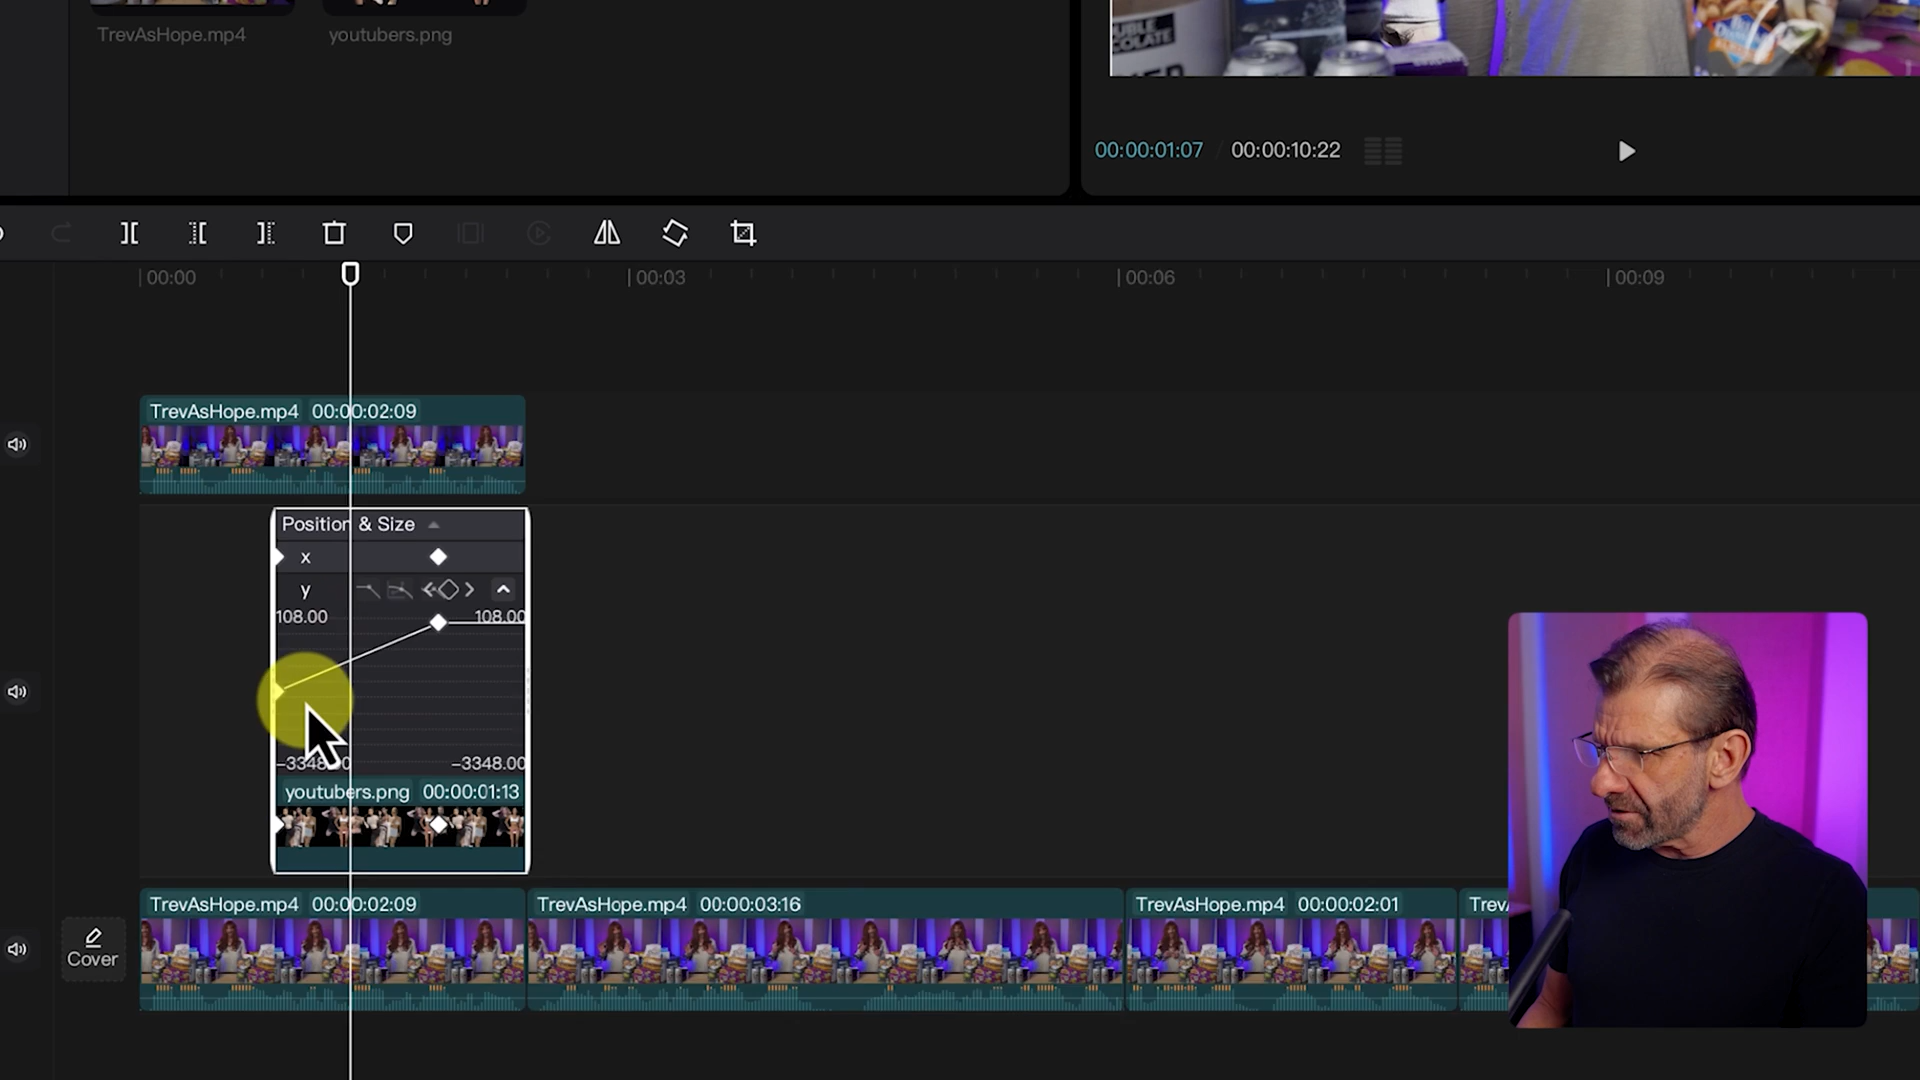 TrevAsHope.mp4
youtubers.png
UBLE
COLATE
00:00:01:07 / 00:00:10:22
00:00
00:03
00:06
00:09
TrevAsHope.mp4 00:00:02:09
Position & Size
x
y
108.00 108.00
-3348.00
youtubers.png 00:00:01:13
Cover
TrevAsHope.mp4 00:00:02:09
TrevAsHope.mp4 00:00:03:16
TrevAsHope.mp4 00:00:02:01